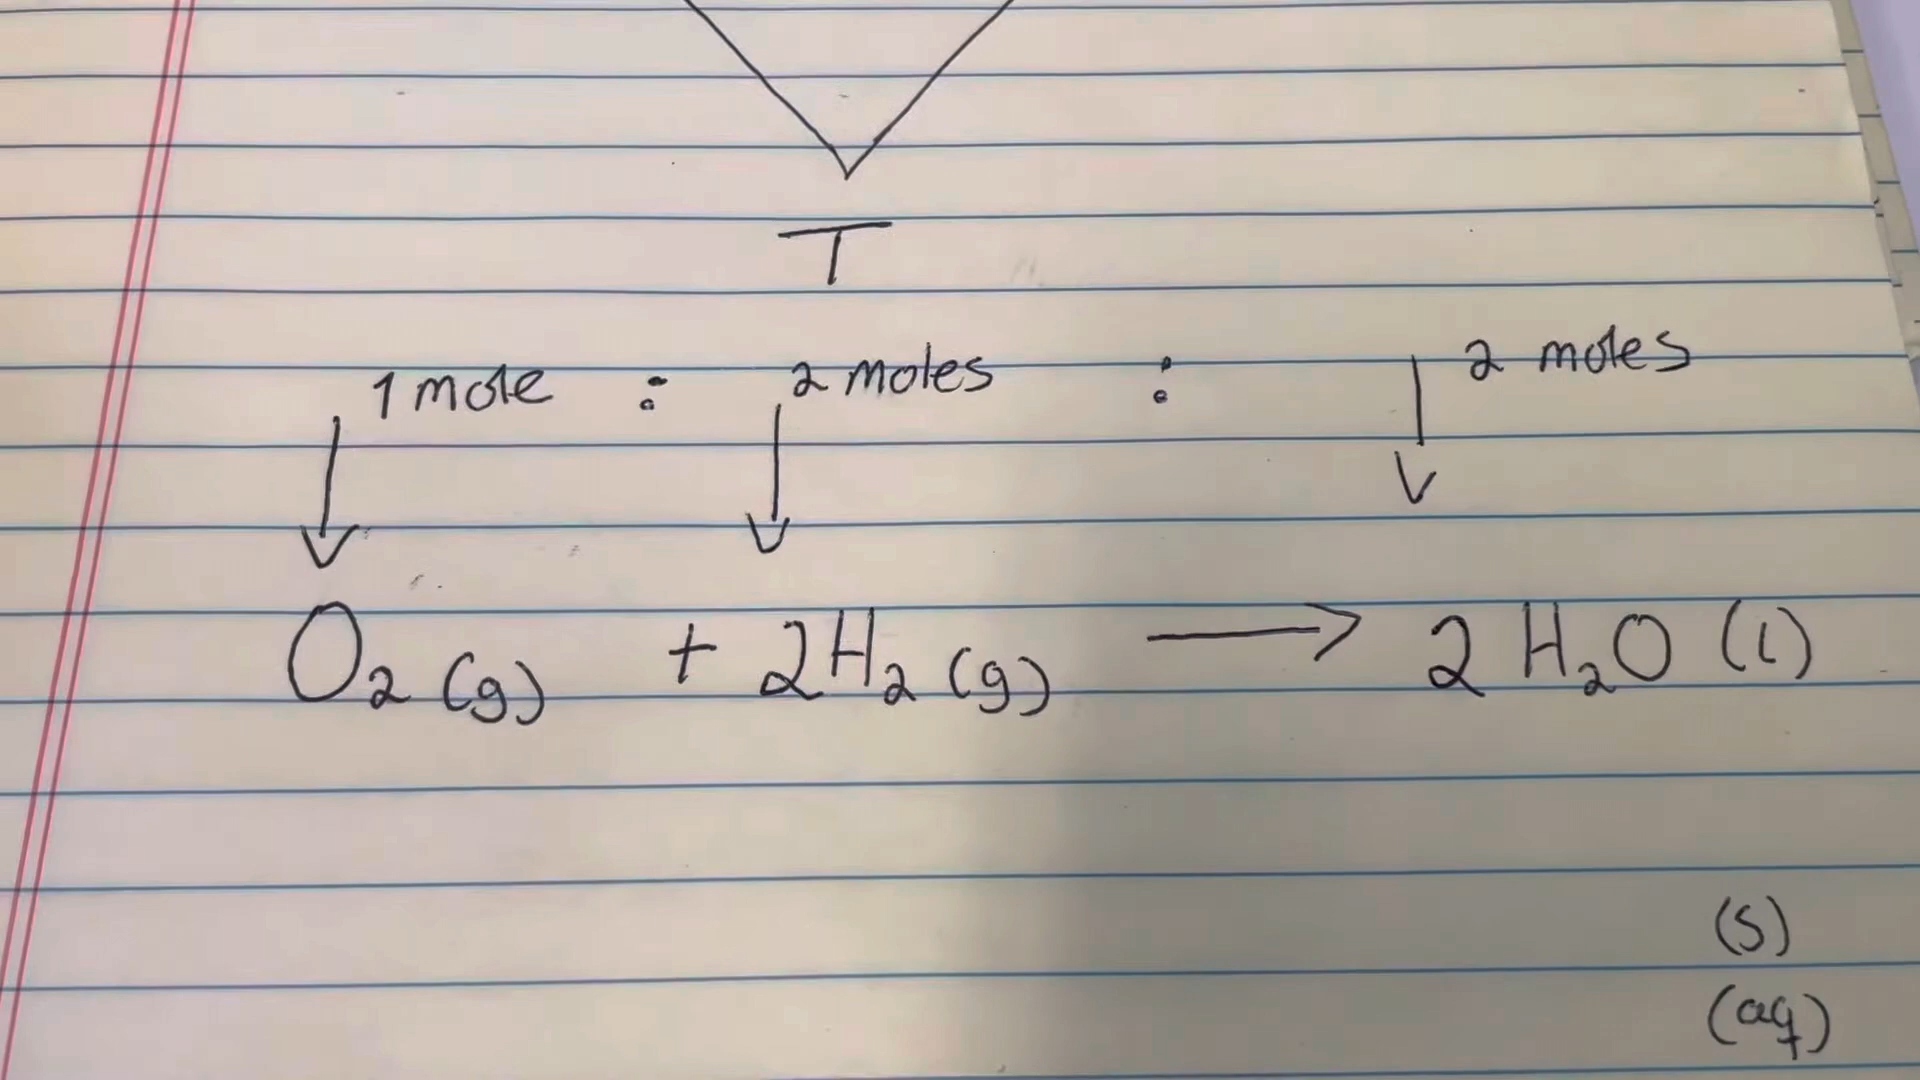 T
1 mole : 2 moles : 2 moles
O₂ (g) + 2H₂ (g) → 2 H₂O (l)
(s)
(aq)